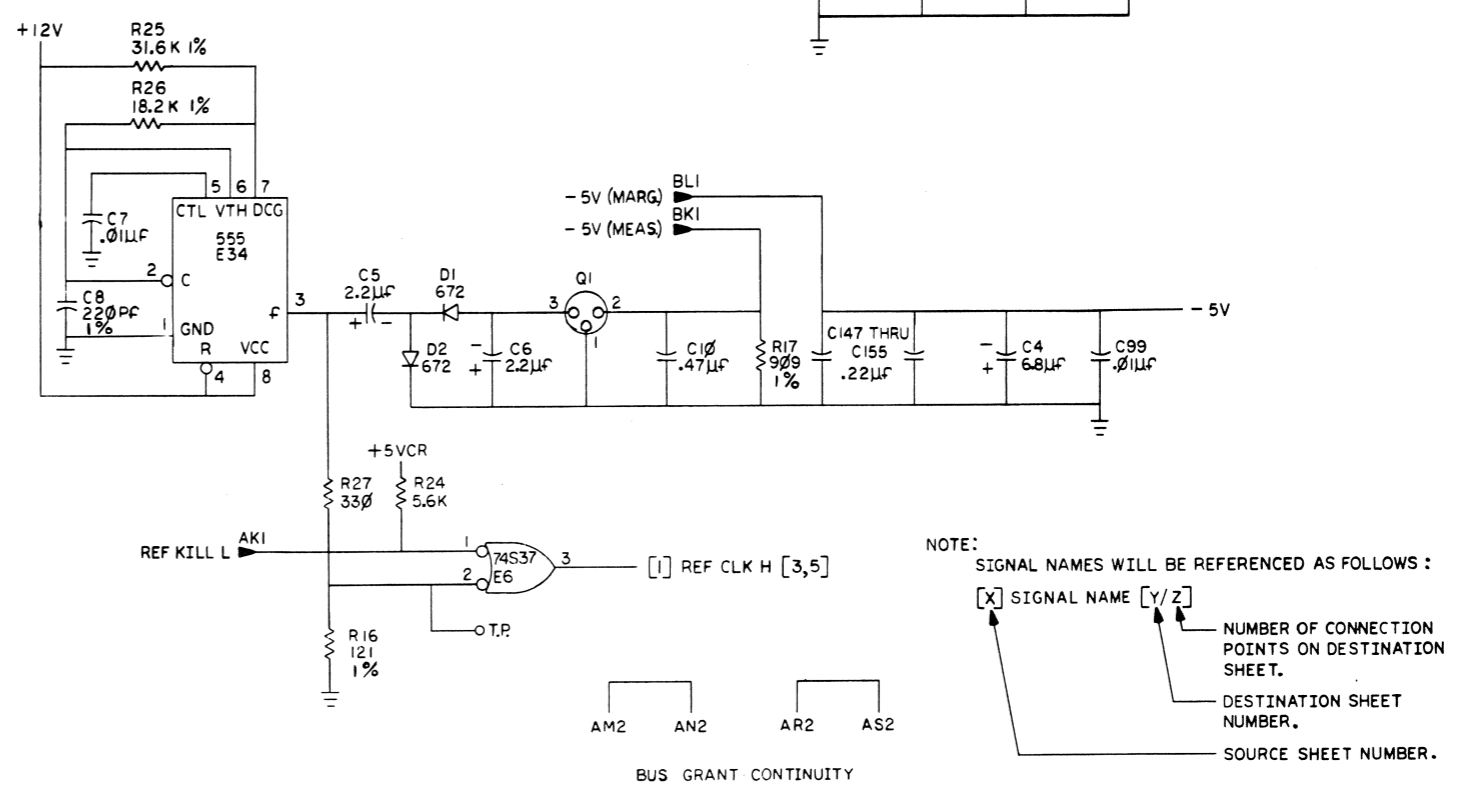 +12V
R25
31.6K 1%
R26
18.2K 1%
5 6 7
CTL VTH DCG
C7
.Ø1µf
555
E34
2
C
C8
22ØPf
1%
1
GND
f
3
R VCC
4
8
C5
2.2µf
+ -
D1
672
D2
672
-
+
C6
2.2µf
Q1
3
2
1
-5V (MARG.)
BL1
-5V (MEAS.)
BK1
C1Ø
.47µf
R17
9Ø9
1%
C147 THRU
C155
.22µf
-
+
C4
6.8µf
C99
.Ø1µf
-5V
+5VCR
R27
33Ø
R24
5.6K
REF KILL L
AK1
1
2
74S37
E6
3
[1] REF CLK H [3,5]
T.P.
R16
121
1%
AM2 AN2 AR2 AS2
BUS GRANT CONTINUITY
NOTE:
SIGNAL NAMES WILL BE REFERENCED AS FOLLOWS :
[X] SIGNAL NAME [Y/Z]
NUMBER OF CONNECTION
POINTS ON DESTINATION
SHEET.
DESTINATION SHEET
NUMBER.
SOURCE SHEET NUMBER.